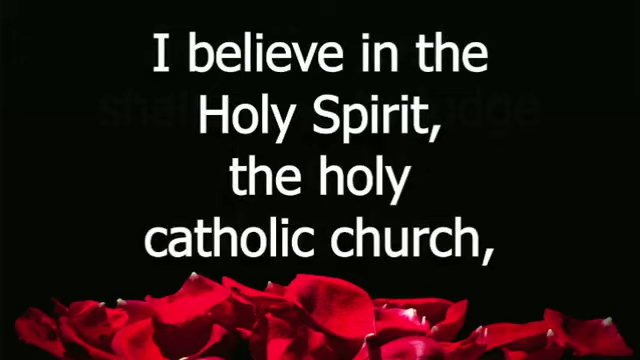 I believe in the
Holy Spirit,
the holy
catholic church,